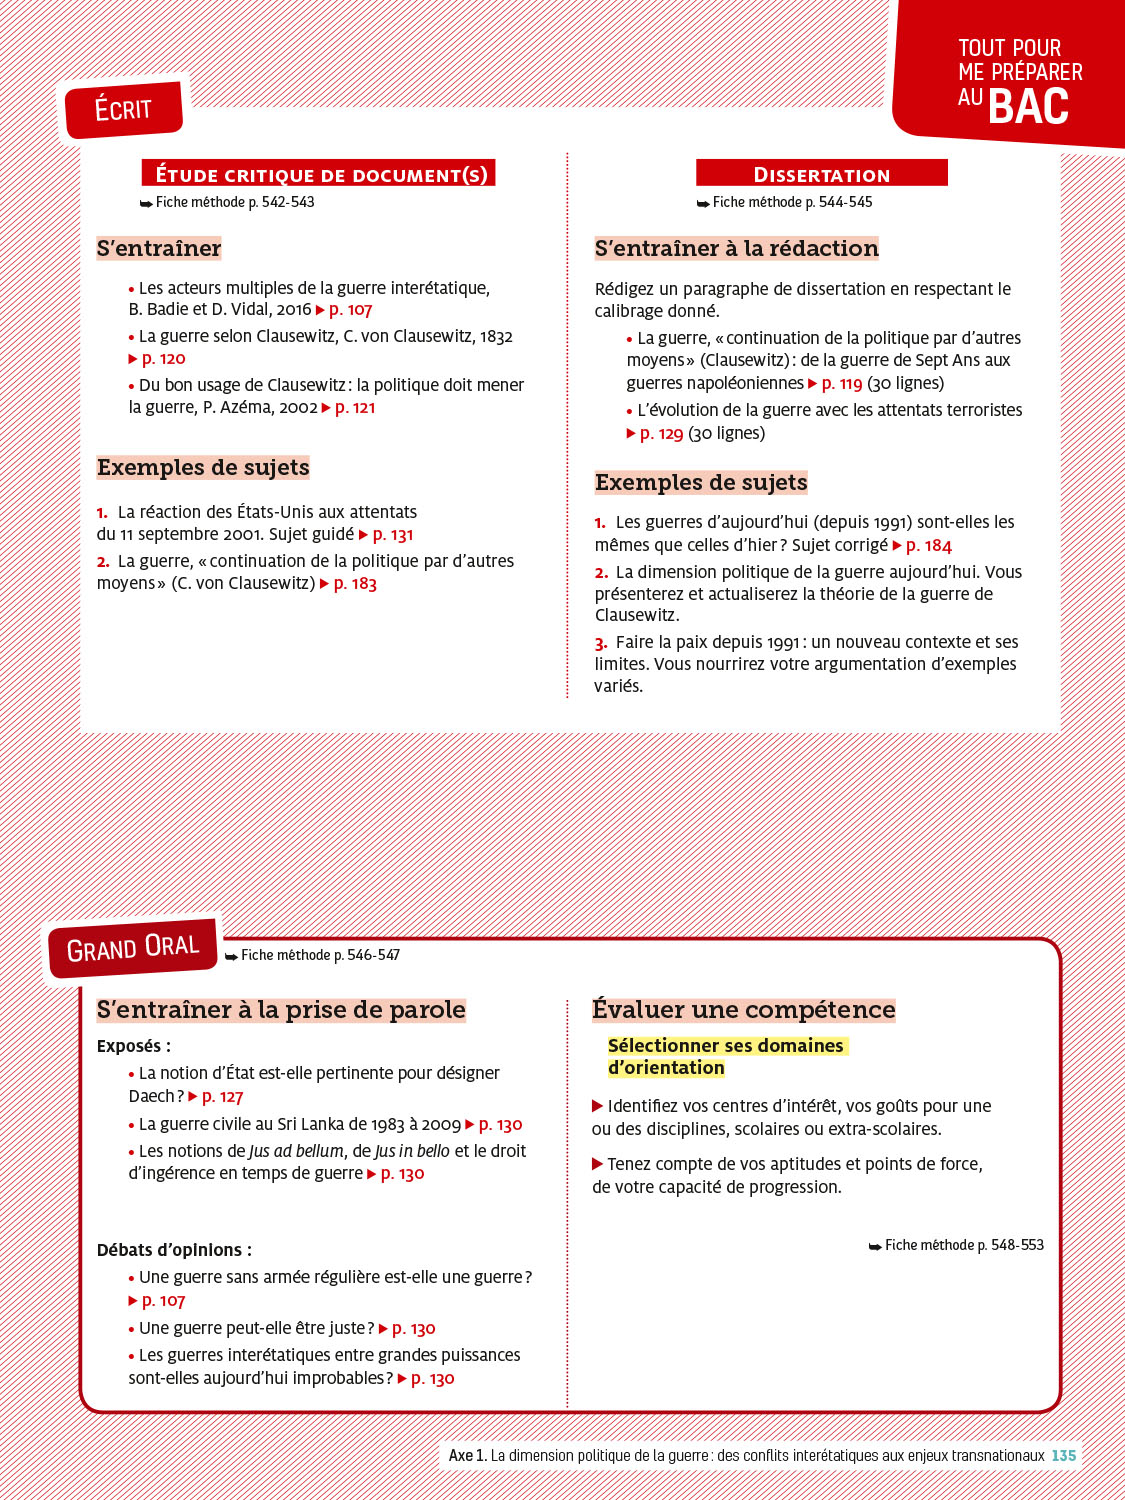 TOUT POUR
ME PRÉPARER
AU BAC
ÉCRIT
ÉTUDE CRITIQUE DE DOCUMENT(S)
➥ Fiche méthode p. 542-543
S’entraîner
• Les acteurs multiples de la guerre interétatique,
B. Badie et D. Vidal, 2016 ▶ p. 107
• La guerre selon Clausewitz, C. von Clausewitz, 1832
▶ p. 120
• Du bon usage de Clausewitz : la politique doit mener
la guerre, P. Azéma, 2002 ▶ p. 121
Exemples de sujets
1. La réaction des États-Unis aux attentats
du 11 septembre 2001. Sujet guidé ▶ p. 131
2. La guerre, « continuation de la politique par d’autres
moyens » (C. von Clausewitz) ▶ p. 183
DISSERTATION
➥ Fiche méthode p. 544-545
S’entraîner à la rédaction
Rédigez un paragraphe de dissertation en respectant le
calibrage donné.
• La guerre, « continuation de la politique par d’autres
moyens » (Clausewitz) : de la guerre de Sept Ans aux
guerres napoléoniennes ▶ p. 119 (30 lignes)
• L’évolution de la guerre avec les attentats terroristes
▶ p. 129 (30 lignes)
Exemples de sujets
1. Les guerres d’aujourd’hui (depuis 1991) sont-elles les
mêmes que celles d’hier ? Sujet corrigé ▶ p. 184
2. La dimension politique de la guerre aujourd’hui. Vous
présenterez et actualiserez la théorie de la guerre de
Clausewitz.
3. Faire la paix depuis 1991 : un nouveau contexte et ses
limites. Vous nourrirez votre argumentation d’exemples
variés.
GRAND ORAL
➥ Fiche méthode p. 546-547
S’entraîner à la prise de parole
Exposés :
• La notion d’État est-elle pertinente pour désigner
Daech ? ▶ p. 127
• La guerre civile au Sri Lanka de 1983 à 2009 ▶ p. 130
• Les notions de Jus ad bellum, de Jus in bello et le droit
d’ingérence en temps de guerre ▶ p. 130
Débats d’opinions :
• Une guerre sans armée régulière est-elle une guerre ?
▶ p. 107
• Une guerre peut-elle être juste ? ▶ p. 130
• Les guerres interétatiques entre grandes puissances
sont-elles aujourd’hui improbables ? ▶ p. 130
Évaluer une compétence
Sélectionner ses domaines
d’orientation
▶ Identifiez vos centres d’intérêt, vos goûts pour une
ou des disciplines, scolaires ou extra-scolaires.
▶ Tenez compte de vos aptitudes et points de force,
de votre capacité de progression.
➥ Fiche méthode p. 548-553
Axe 1. La dimension politique de la guerre : des conflits interétatiques aux enjeux transnationaux 135